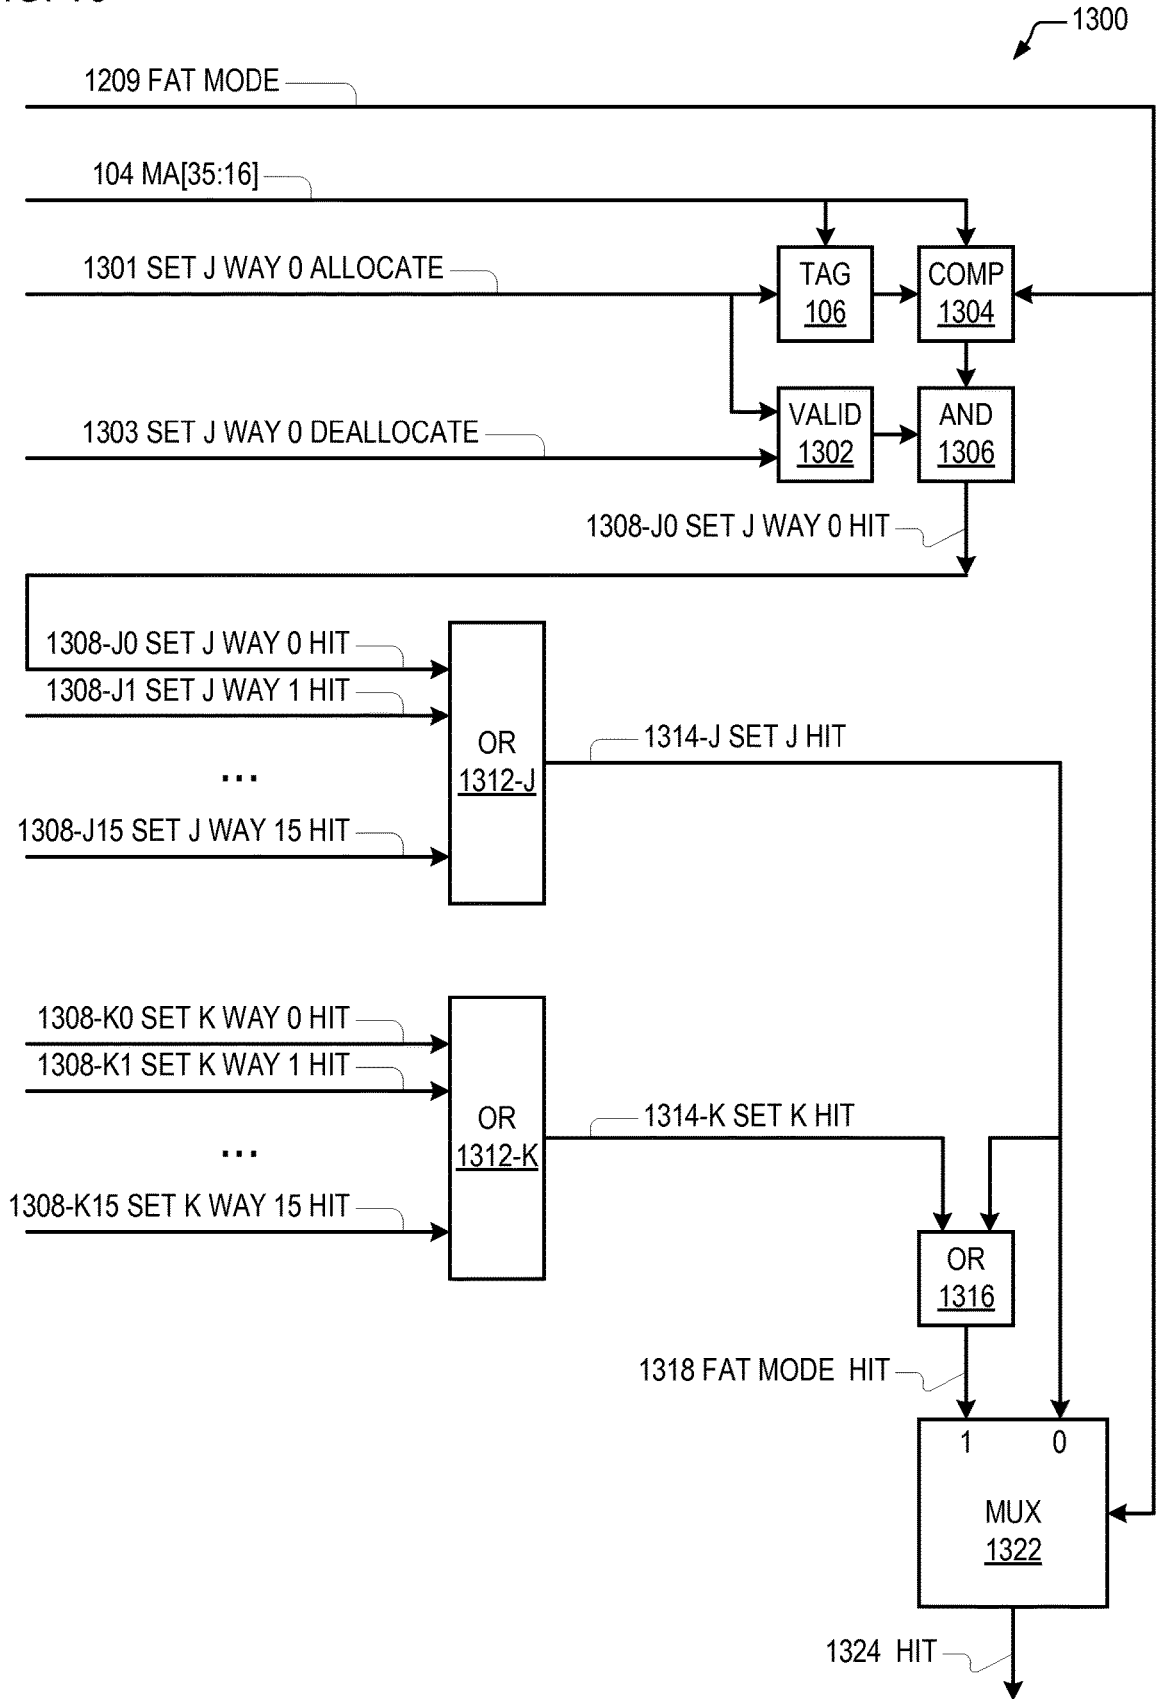 1300
1209 FAT MODE
104 MA[35:16]
1301 SET J WAY 0 ALLOCATE
TAG
106
COMP
1304
1303 SET J WAY 0 DEALLOCATE
VALID
1302
AND
1306
1308-J0 SET J WAY 0 HIT
1308-J0 SET J WAY 0 HIT
1308-J1 SET J WAY 1 HIT
...
1308-J15 SET J WAY 15 HIT
OR
1312-J
1314-J SET J HIT
1308-K0 SET K WAY 0 HIT
1308-K1 SET K WAY 1 HIT
...
1308-K15 SET K WAY 15 HIT
OR
1312-K
1314-K SET K HIT
OR
1316
1318 FAT MODE HIT
1 0
MUX
1322
1324 HIT